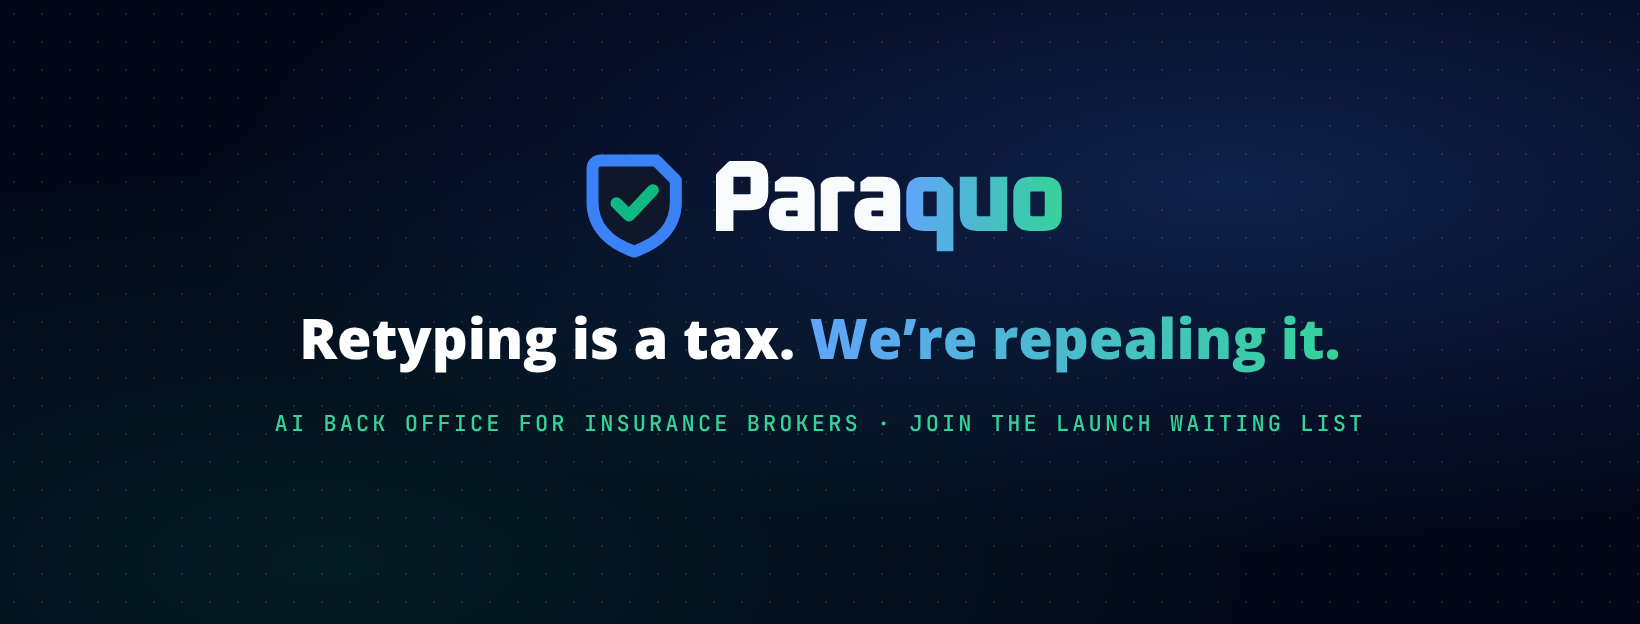 Paraquo
Retyping is a tax. We’re repealing it.
AI BACK OFFICE FOR INSURANCE BROKERS · JOIN THE LAUNCH WAITING LIST